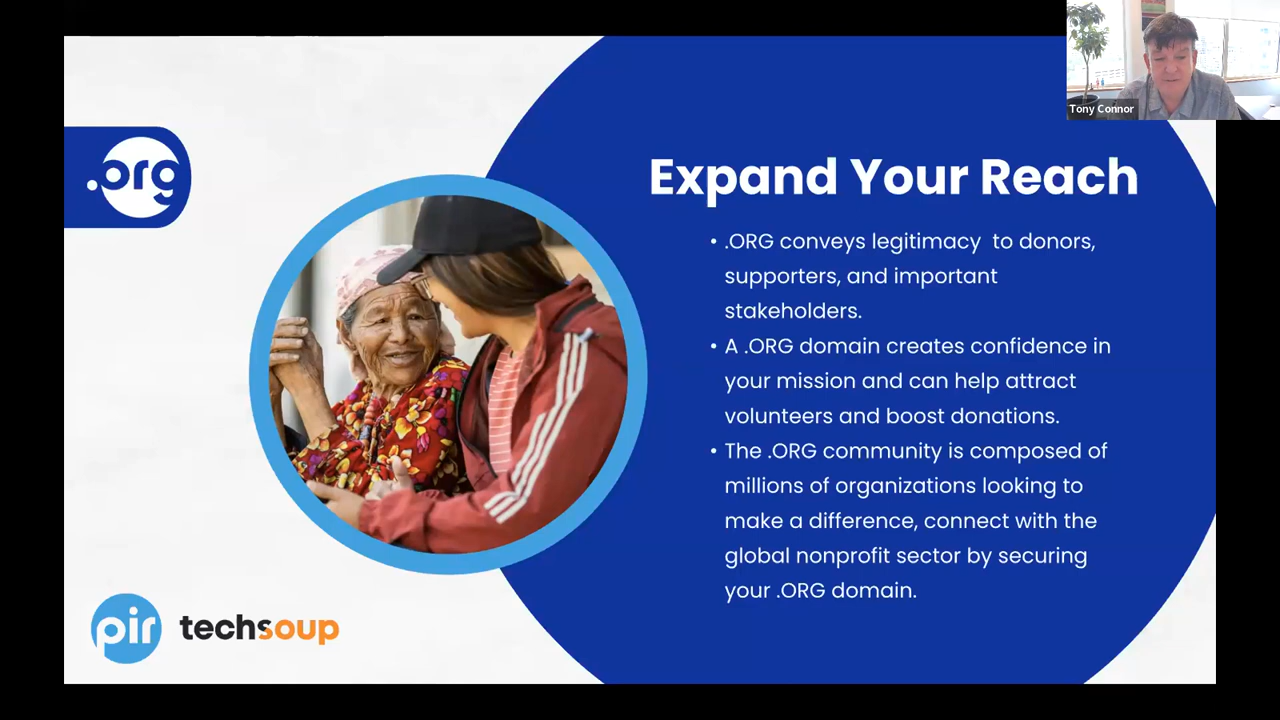 Tony Connor
.org
Expand Your Reach
• .ORG conveys legitimacy  to donors,
supporters, and important
stakeholders.
• A .ORG domain creates confidence in
your mission and can help attract
volunteers and boost donations.
• The .ORG community is composed of
millions of organizations looking to
make a difference, connect with the
global nonprofit sector by securing
your .ORG domain.
pir
techsoup